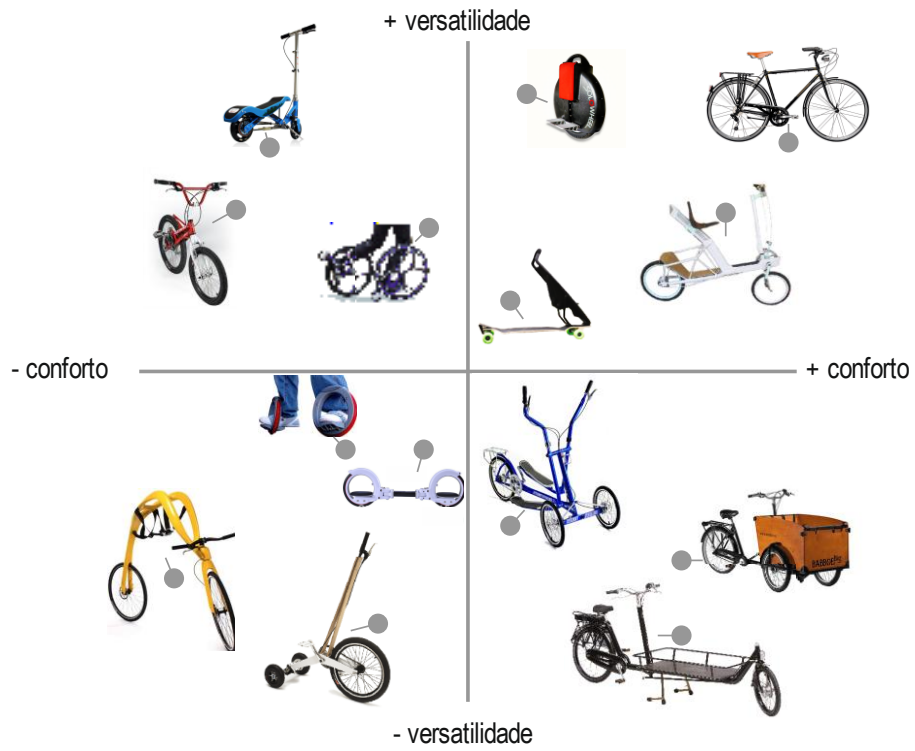 + versatilidade
- conforto
+ conforto
- versatilidade